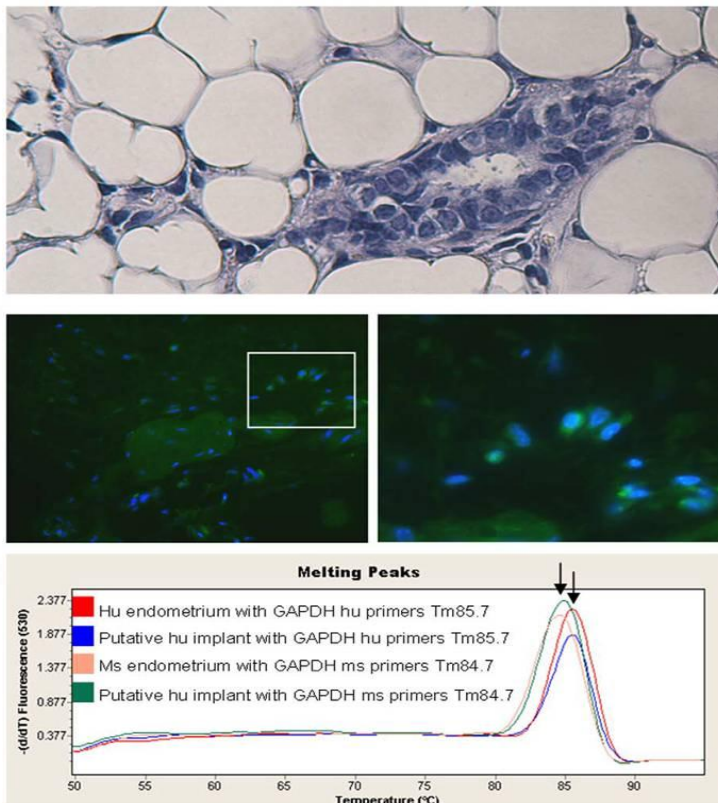 Melting Peaks
2.377
1.877
1.377
0.877
0.377
-(d/dT) Fluorescence (530)
Hu endometrium with GAPDH hu primers Tm85.7
Putative hu implant with GAPDH hu primers Tm85.7
Ms endometrium with GAPDH ms primers Tm84.7
Putative hu implant with GAPDH ms primers Tm84.7
50 55 60 65 70 75 80 85 90
Temperature (°C)